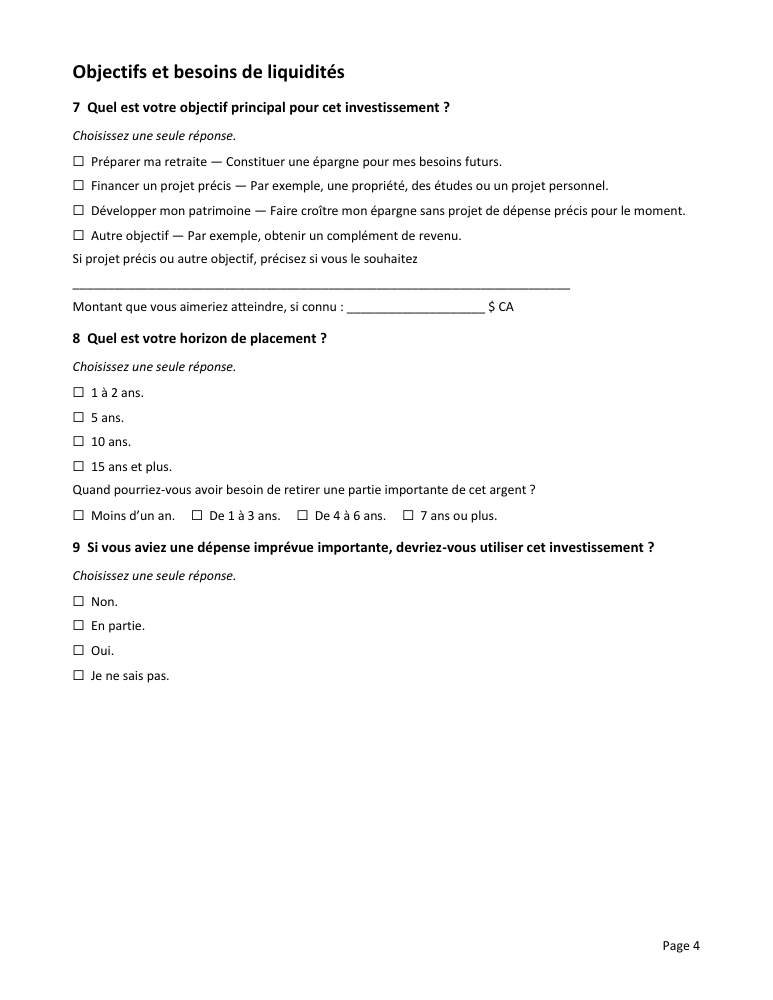 Objectifs et besoins de liquidités
7 Quel est votre objectif principal pour cet investissement ?
Choisissez une seule réponse.
☐ Préparer ma retraite — Constituer une épargne pour mes besoins futurs.
☐ Financer un projet précis — Par exemple, une propriété, des études ou un projet personnel.
☐ Développer mon patrimoine — Faire croître mon épargne sans projet de dépense précis pour le moment.
☐ Autre objectif — Par exemple, obtenir un complément de revenu.
Si projet précis ou autre objectif, précisez si vous le souhaitez
________________________________________________________________________
Montant que vous aimeriez atteindre, si connu : ____________________ $ CA
8 Quel est votre horizon de placement ?
Choisissez une seule réponse.
☐ 1 à 2 ans.
☐ 5 ans.
☐ 10 ans.
☐ 15 ans et plus.
Quand pourriez-vous avoir besoin de retirer une partie importante de cet argent ?
☐ Moins d’un an. ☐ De 1 à 3 ans. ☐ De 4 à 6 ans. ☐ 7 ans ou plus.
9 Si vous aviez une dépense imprévue importante, devriez-vous utiliser cet investissement ?
Choisissez une seule réponse.
☐ Non.
☐ En partie.
☐ Oui.
☐ Je ne sais pas.
Page 4